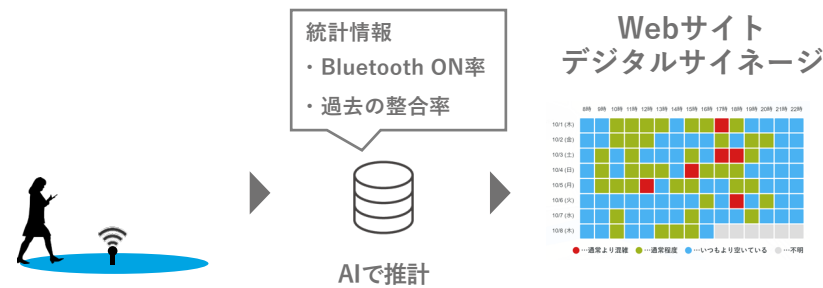 統計情報
・Bluetooth ON率
・過去の整合率
AIで推計
Webサイト
デジタルサイネージ
8時 9時 10時 11時 12時 13時 14時 15時 16時 17時 18時 19時 20時 21時 22時
10/1 (木)
10/2 (金)
10/3 (土)
10/4 (日)
10/5 (月)
10/6 (火)
10/7 (水)
10/8 (木)
●…通常より混雑 ●…通常程度 ●…いつもより空いている ●…不明